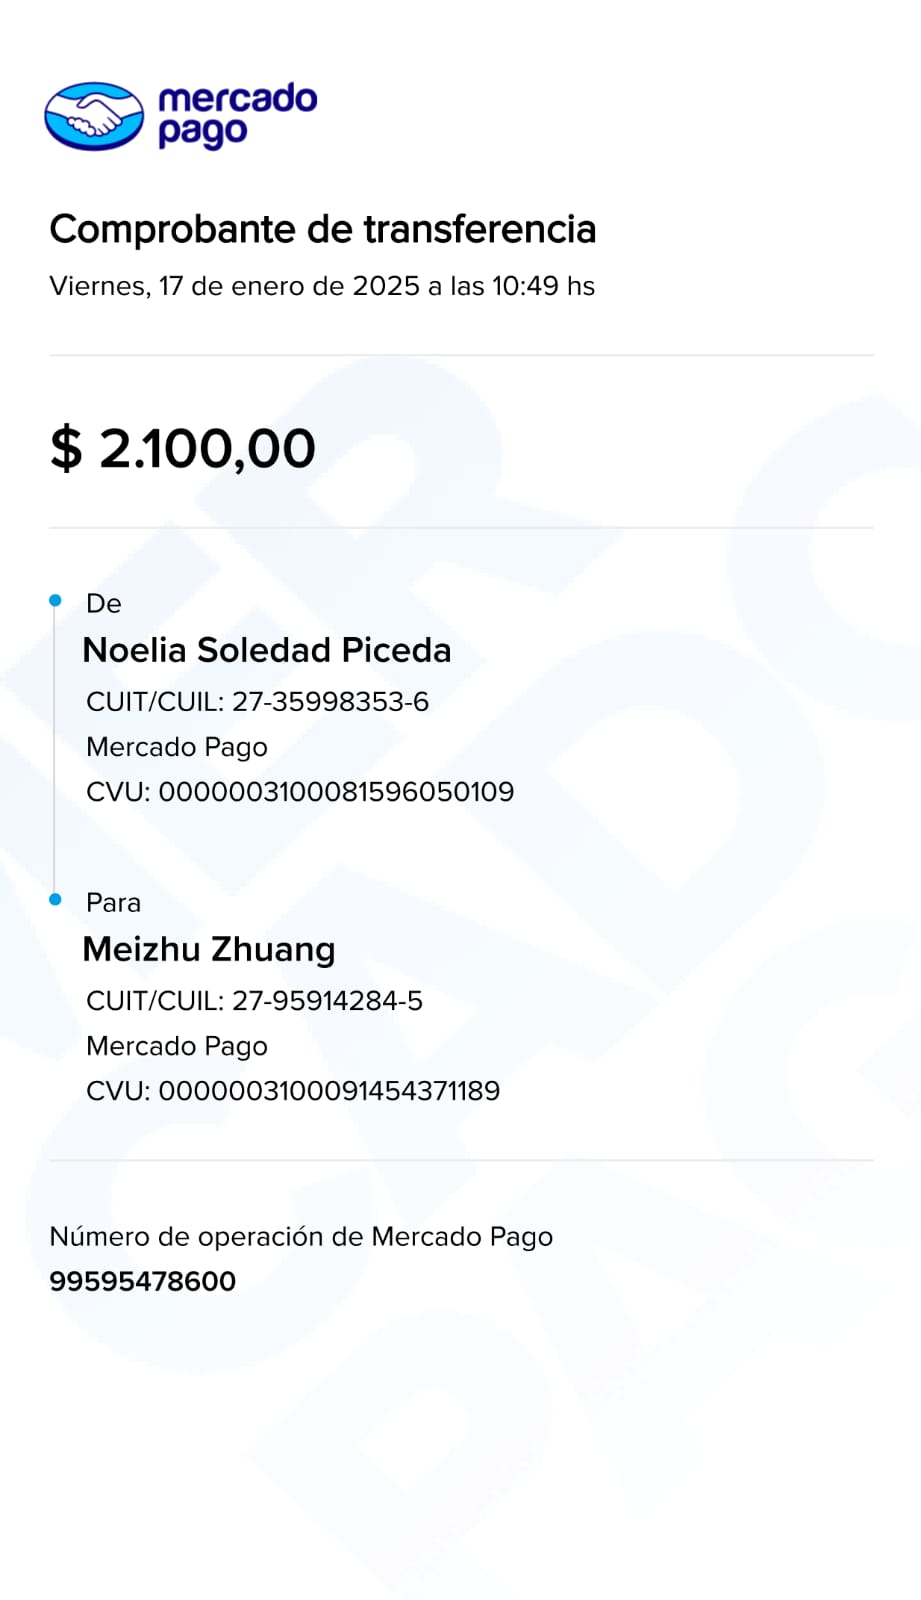 mercado
pago
Comprobante de transferencia
Viernes, 17 de enero de 2025 a las 10:49 hs
$ 2.100,00
De
Noelia Soledad Piceda
CUIT/CUIL: 27-35998353-6
Mercado Pago
CVU: 0000003100081596050109
Para
Meizhu Zhuang
CUIT/CUIL: 27-95914284-5
Mercado Pago
CVU: 0000003100091454371189
Número de operación de Mercado Pago
99595478600